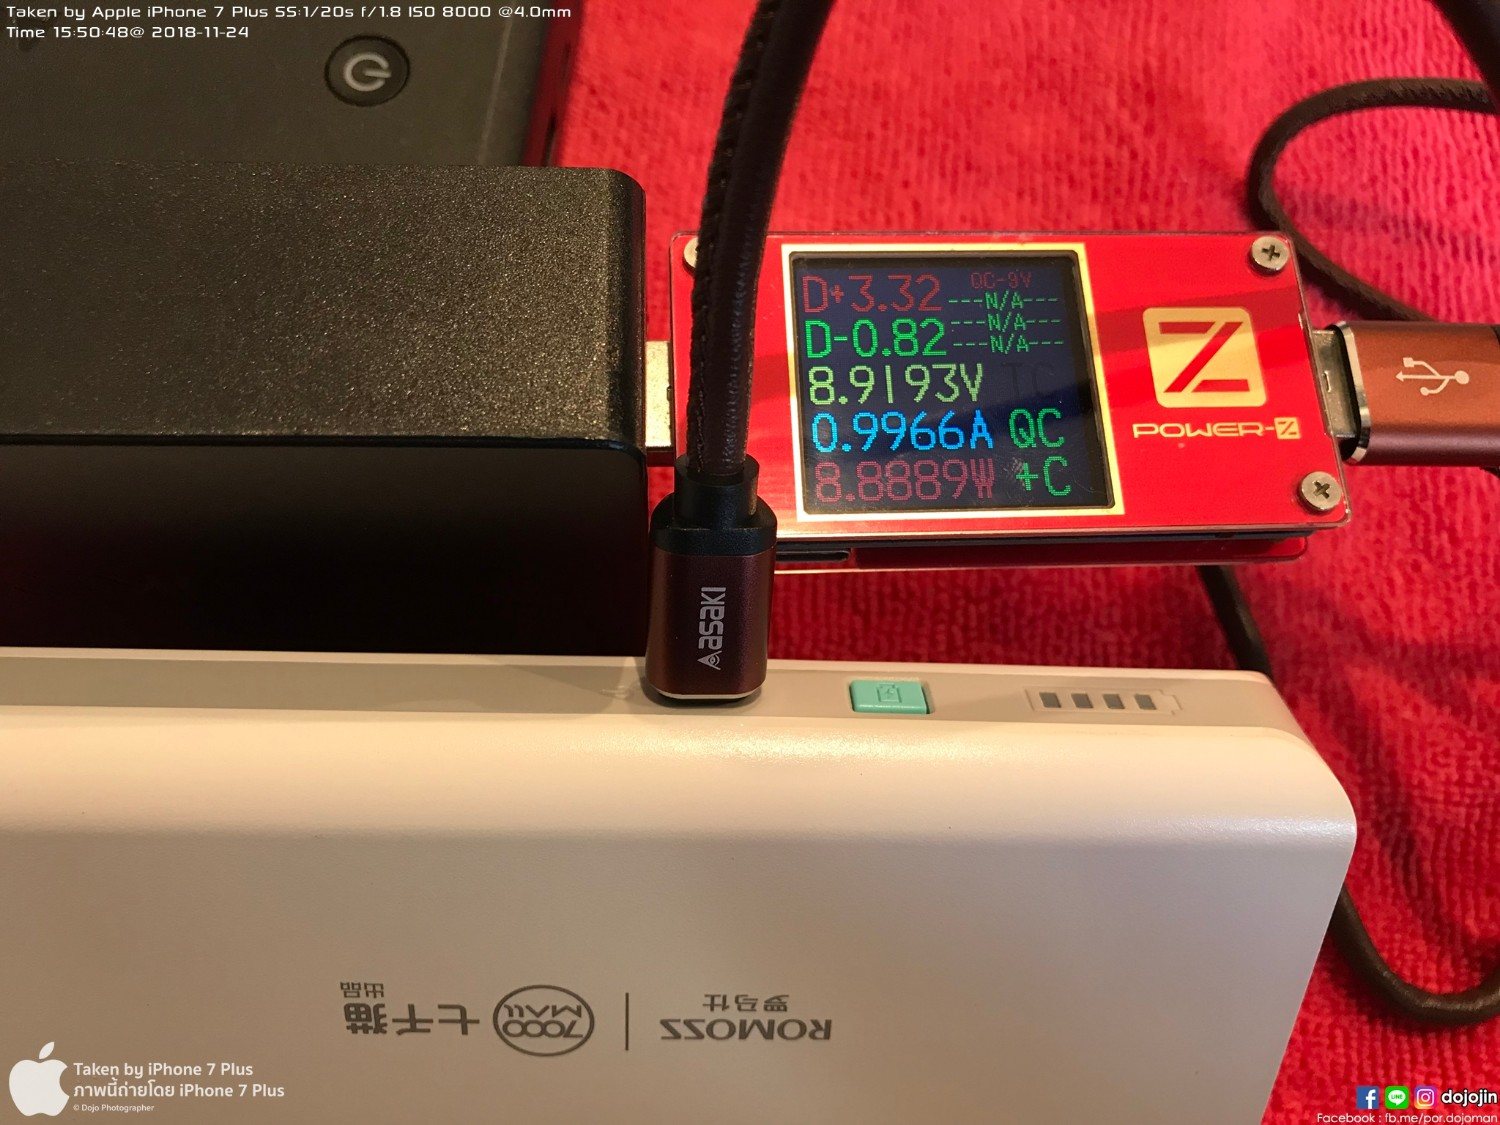 Taken by Apple iPhone 7 Plus SS:1/20s f/1.8 ISO 8000 @4.0mm
Time 15:50:48@ 2018-11-24
D+3.32
QC-9V
---N/A---
D-0.82
---N/A---
---N/A---
8.9193V
TC
0.9966A
QC
8.8889W
+C
Z
POWER-Z
ASAKI
ROMOSS
罗马仕
7000
MALL
七千猫
出品
Taken by iPhone 7 Plus
ภาพนี้ถ่ายโดย iPhone 7 Plus
© Dojo Photographer
dojojin
Facebook : fb.me/por.dojoman